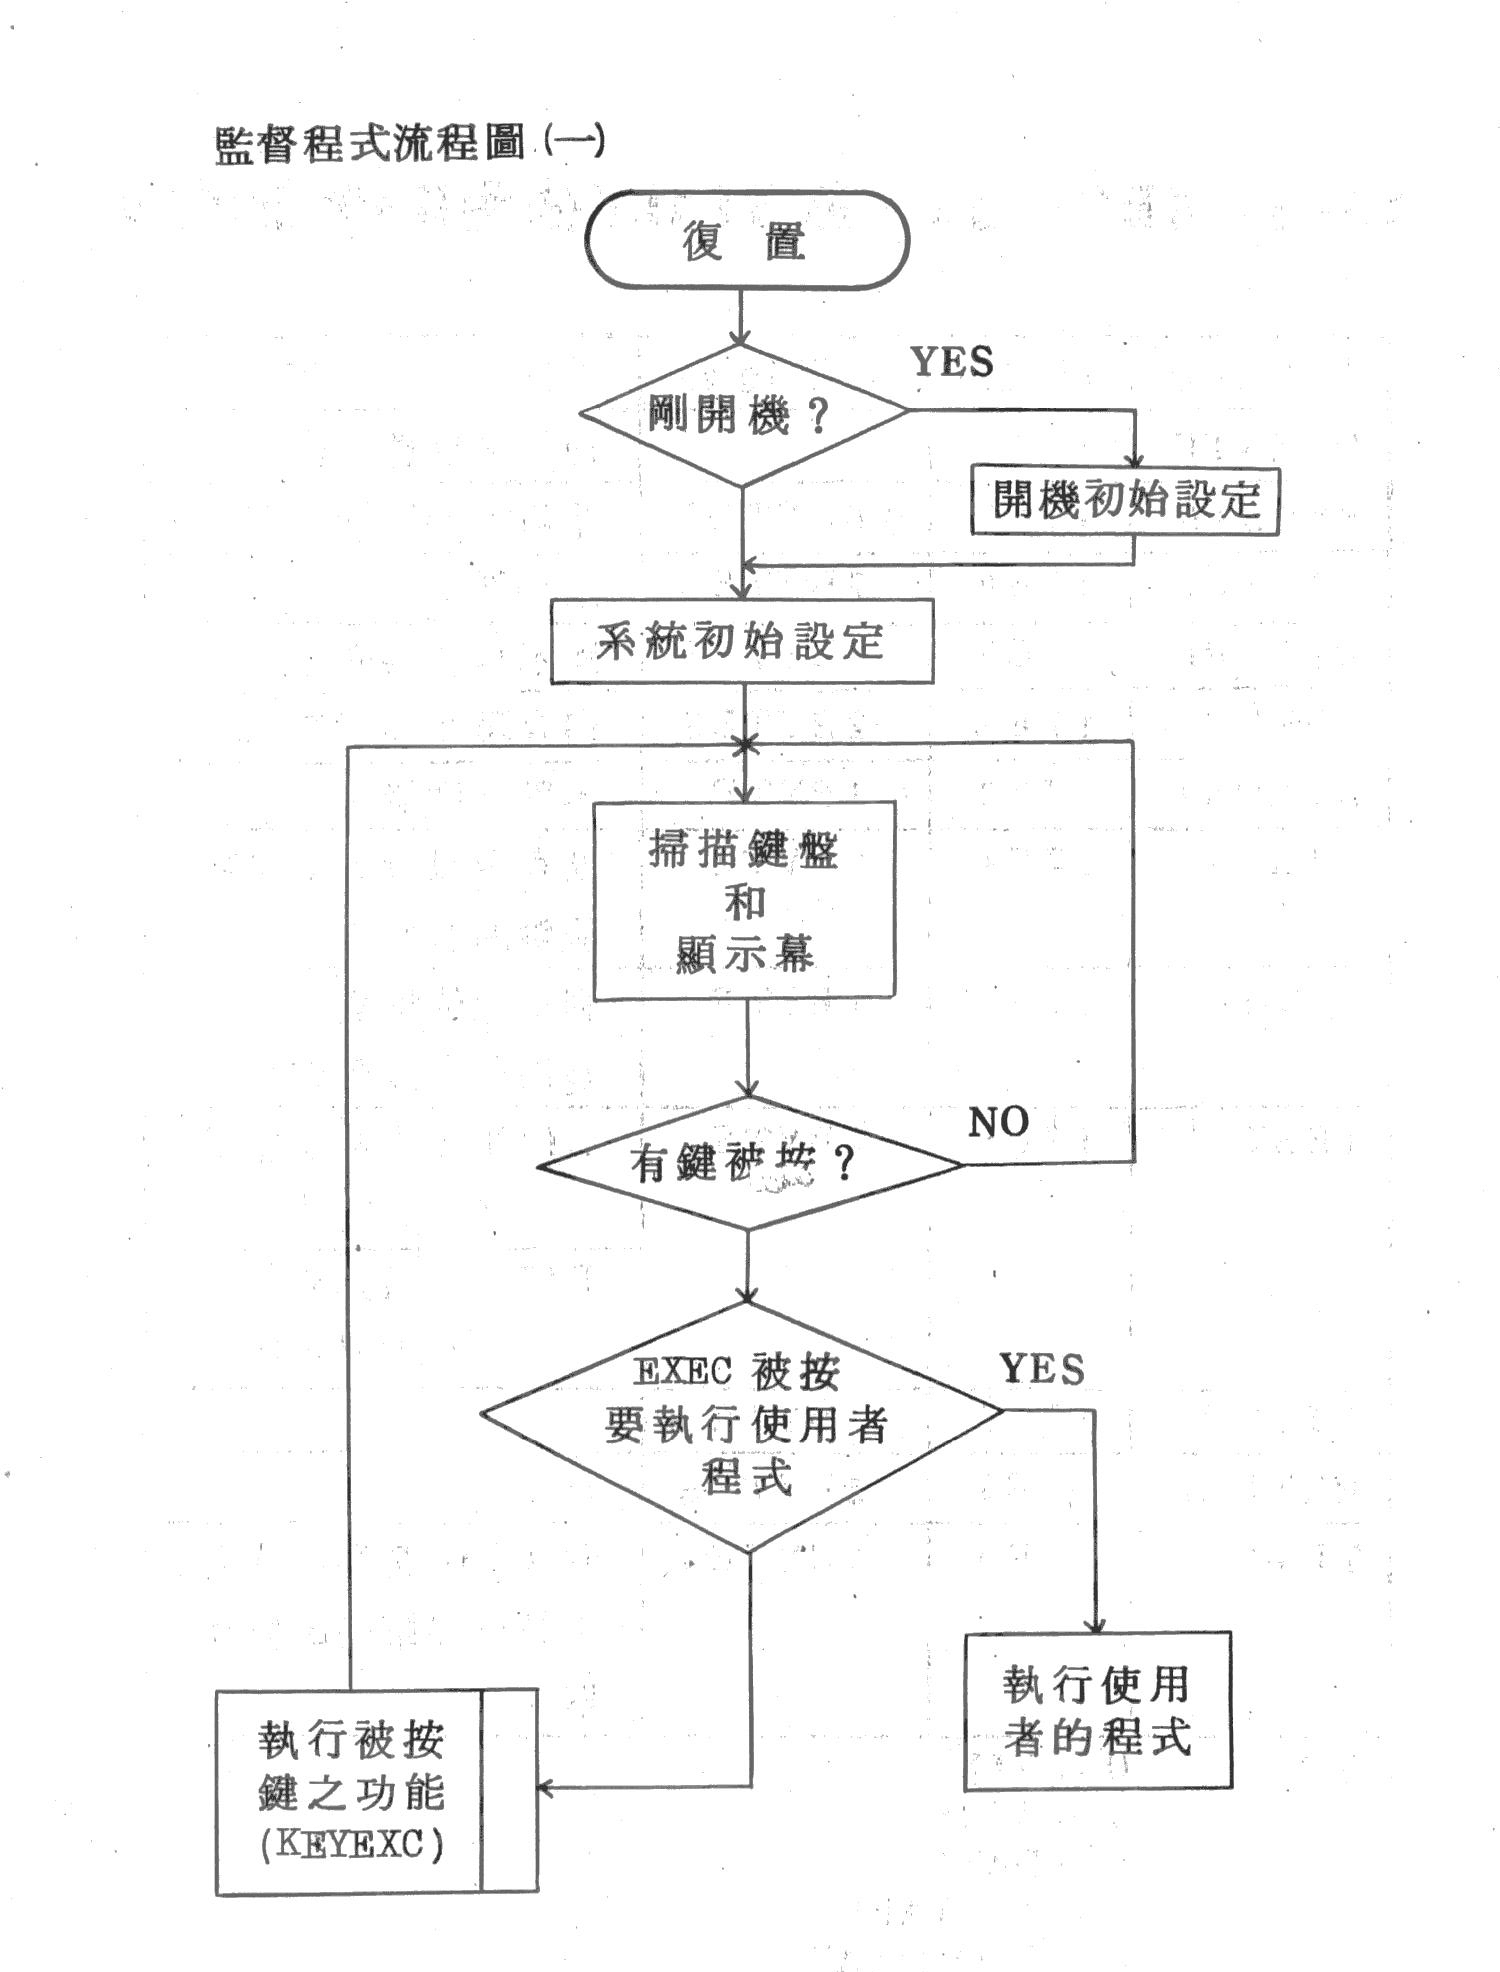 監督程式流程圖(一)
復 置
YES
剛開機?
開機初始設定
系統初始設定
掃描鍵盤
和
顯示幕
NO
有鍵被按?
EXEC 被按
要執行使用者
程式
YES
執行使用
者的程式
執行被按
鍵之功能
(KEYEXC)